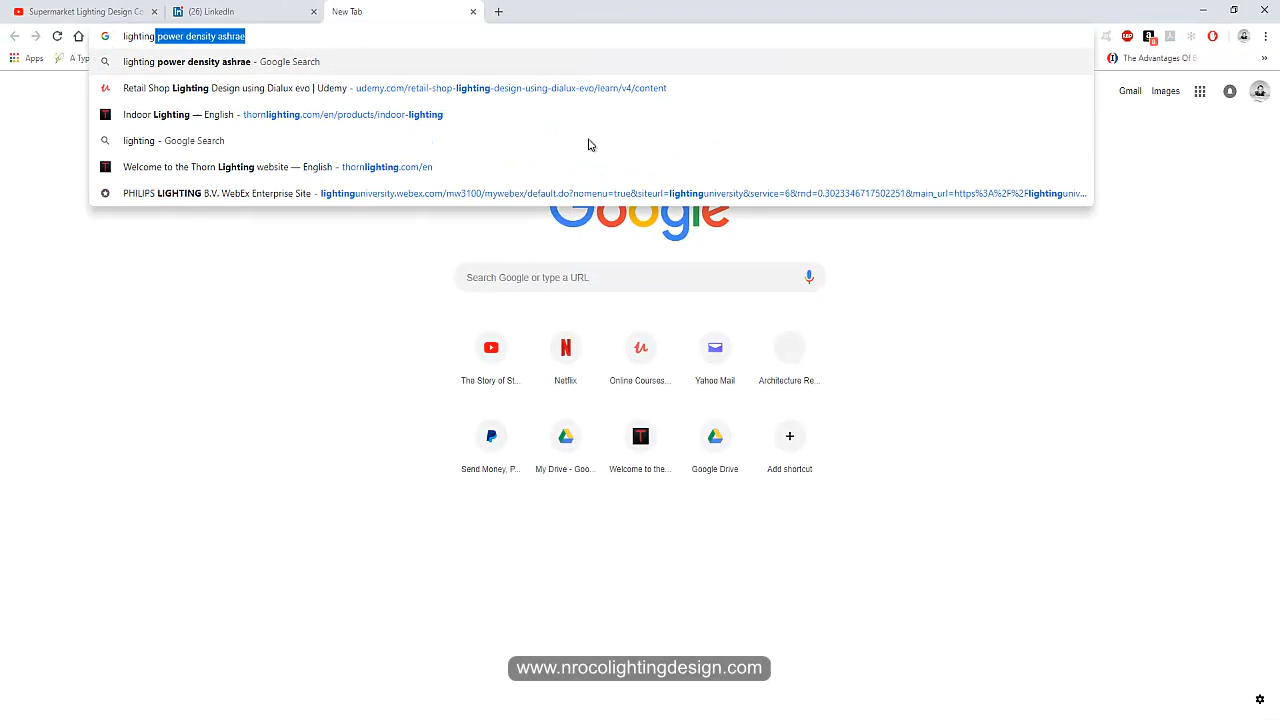 Supermarket Lighting Design Co
(26) LinkedIn
New Tab
lighting power density ashrae
Apps
A Typ
The Advantages Of B
lighting power density ashrae - Google Search
Retail Shop Lighting Design using Dialux evo | Udemy - udemy.com/retail-shop-lighting-design-using-dialux-evo/learn/v4/content
Indoor Lighting — English - thornlighting.com/en/products/indoor-lighting
lighting - Google Search
Welcome to the Thorn Lighting website — English - thornlighting.com/en
PHILIPS LIGHTING B.V. WebEx Enterprise Site - lightinguniversity.webex.com/mw3100/mywebex/default.do?nomenu=true&siteurl=lightinguniversity&service=6&rnd=0.3023346717502251&main_url=https%3A%2F%2Flightinguniv...
Gmail Images
Google
Search Google or type a URL
The Story of St...
Netflix
Online Courses...
Yahoo Mail
Architecture Re...
Send Money, P...
My Drive - Goo...
Welcome to the...
Google Drive
Add shortcut
www.nrocolightingdesign.com